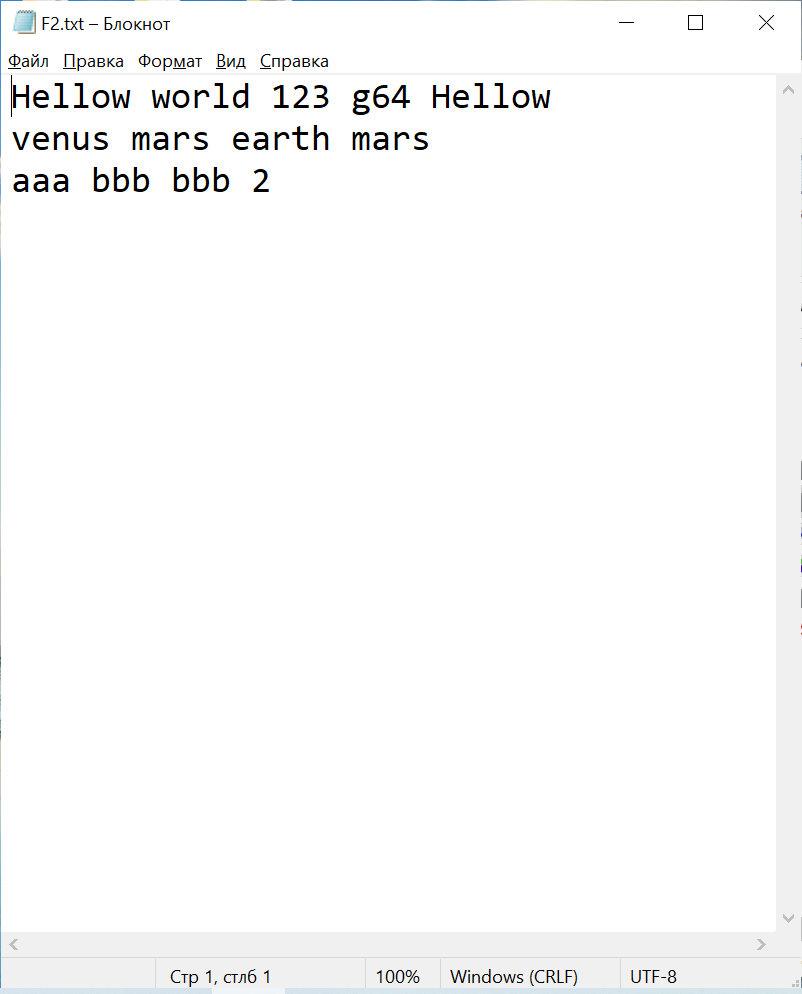 F2.txt – Блокнот
Файл Правка Формат Вид Справка
Hellow world 123 g64 Hellow
venus mars earth mars
aaa bbb bbb 2
Стр 1, стлб 1 100% Windows (CRLF) UTF-8